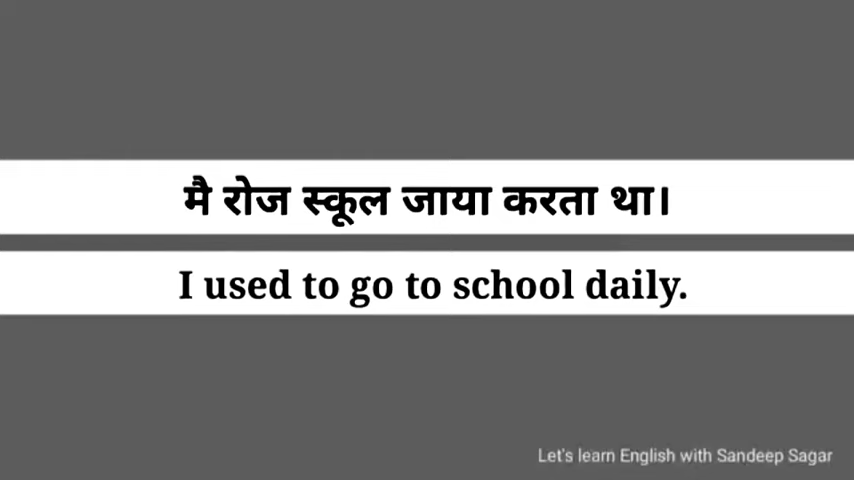 मै रोज स्कूल जाया करता था।
I used to go to school daily.
Let's learn English with Sandeep Sagar